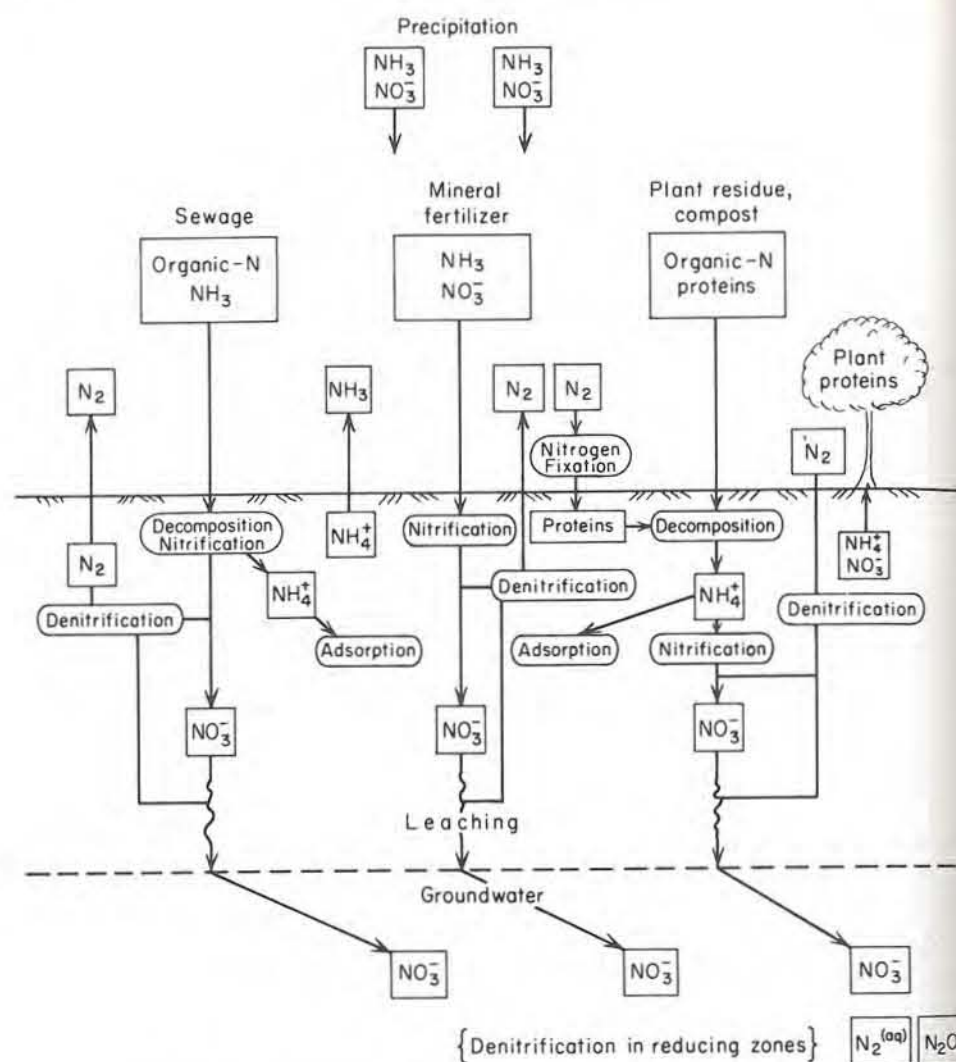 Precipitation
NH₃
NO₃⁻
NH₃
NO₃⁻
Sewage
Organic-N
NH₃
Mineral
fertilizer
NH₃
NO₃⁻
Plant residue,
compost
Organic-N
proteins
Plant
proteins
N₂
NH₃
N₂
N₂
Nitrogen
Fixation
N₂
Decomposition
Nitrification
NH₄⁺
Nitrification
Proteins
Decomposition
NH₄⁺
NO₃⁻
N₂
Denitrification
NH₄⁺
Adsorption
Denitrification
NH₄⁺
Adsorption
Nitrification
Denitrification
NO₃⁻
NO₃⁻
NO₃⁻
Leaching
Groundwater
NO₃⁻
NO₃⁻
NO₃⁻
{Denitrification in reducing zones}
N₂(aq)
N₂O